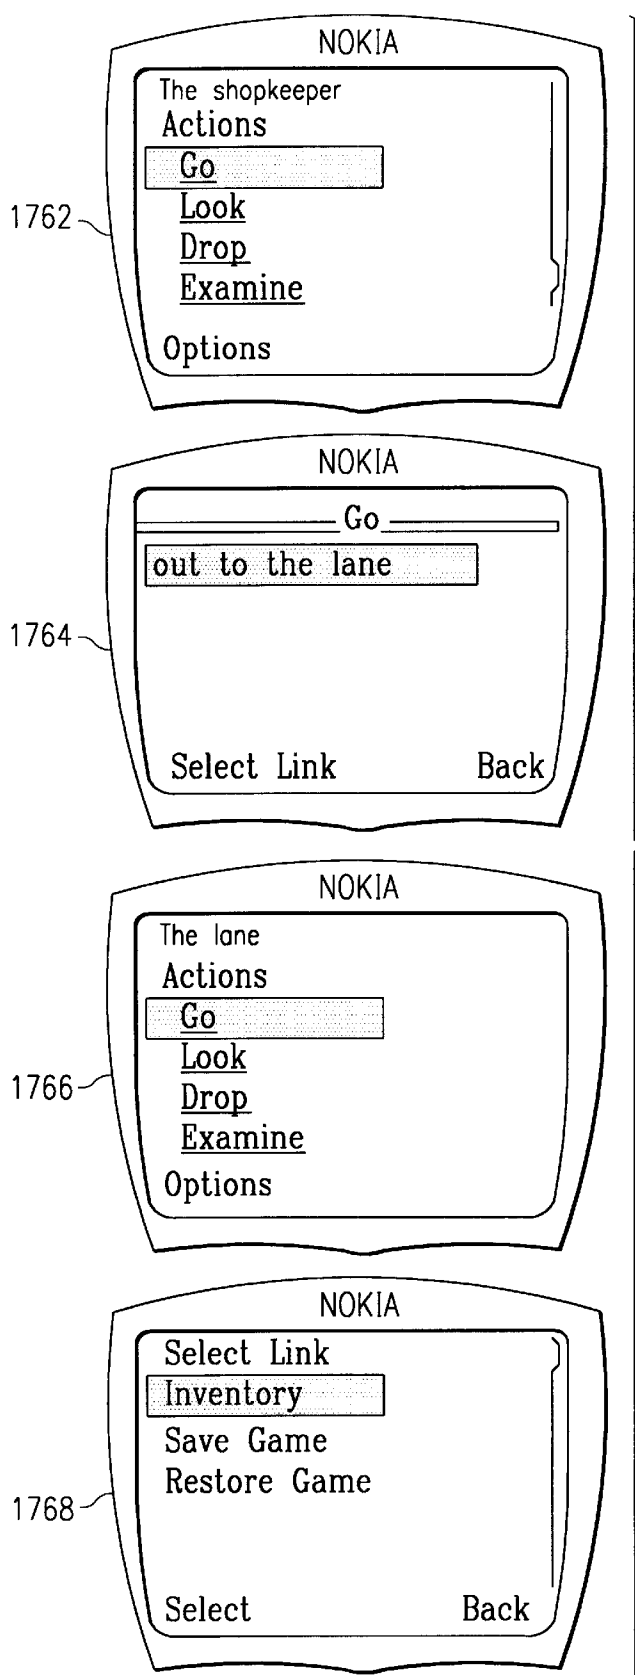 NOKIA
The shopkeeper
Actions
Go
Look
1762
Drop
Examine
Options
NOKIA
Go
out to the lane
1764
Select Link Back
NOKIA
The lane
Actions
Go
Look
1766
Drop
Examine
Options
NOKIA
Select Link
Inventory
Save Game
Restore Game
1768
Select Back